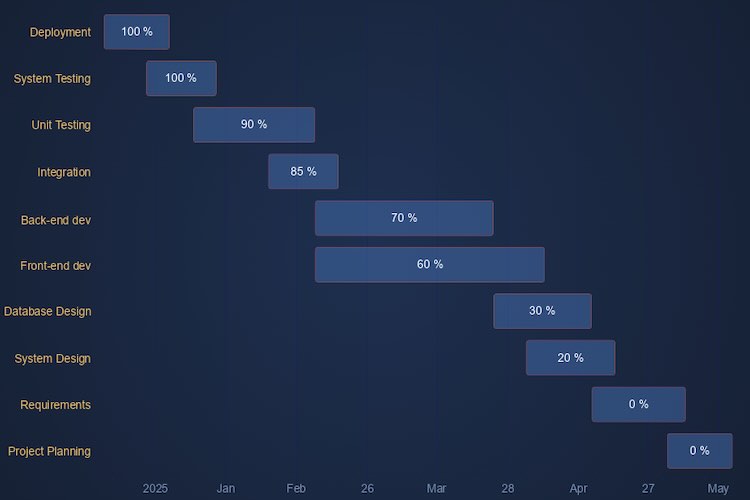 Deployment 100 %
System Testing 100 %
Unit Testing 90 %
Integration 85 %
Back-end dev 70 %
Front-end dev 60 %
Database Design 30 %
System Design 20 %
Requirements 0 %
Project Planning 0 %
2025 Jan Feb 26 Mar 28 Apr 27 May